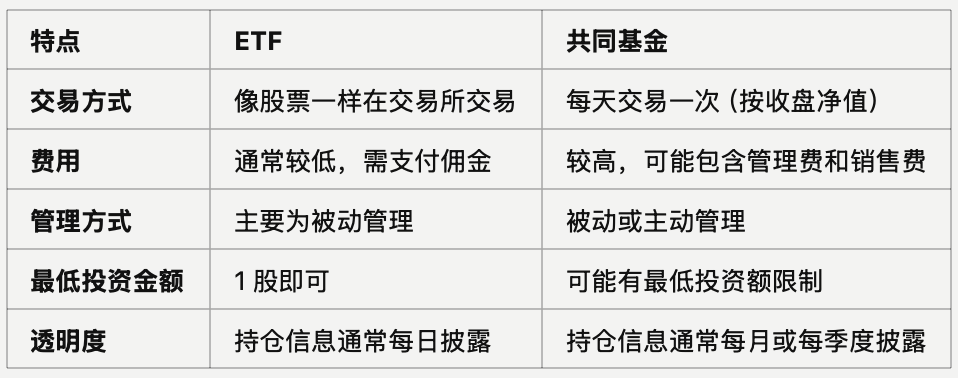 特点 ETF 共同基金
交易方式 像股票一样在交易所交易 每天交易一次（按收盘净值）
费用 通常较低，需支付佣金 较高，可能包含管理费和销售费
管理方式 主要为被动管理 被动或主动管理
最低投资金额 1 股即可 可能有最低投资额限制
透明度 持仓信息通常每日披露 持仓信息通常每月或每季度披露